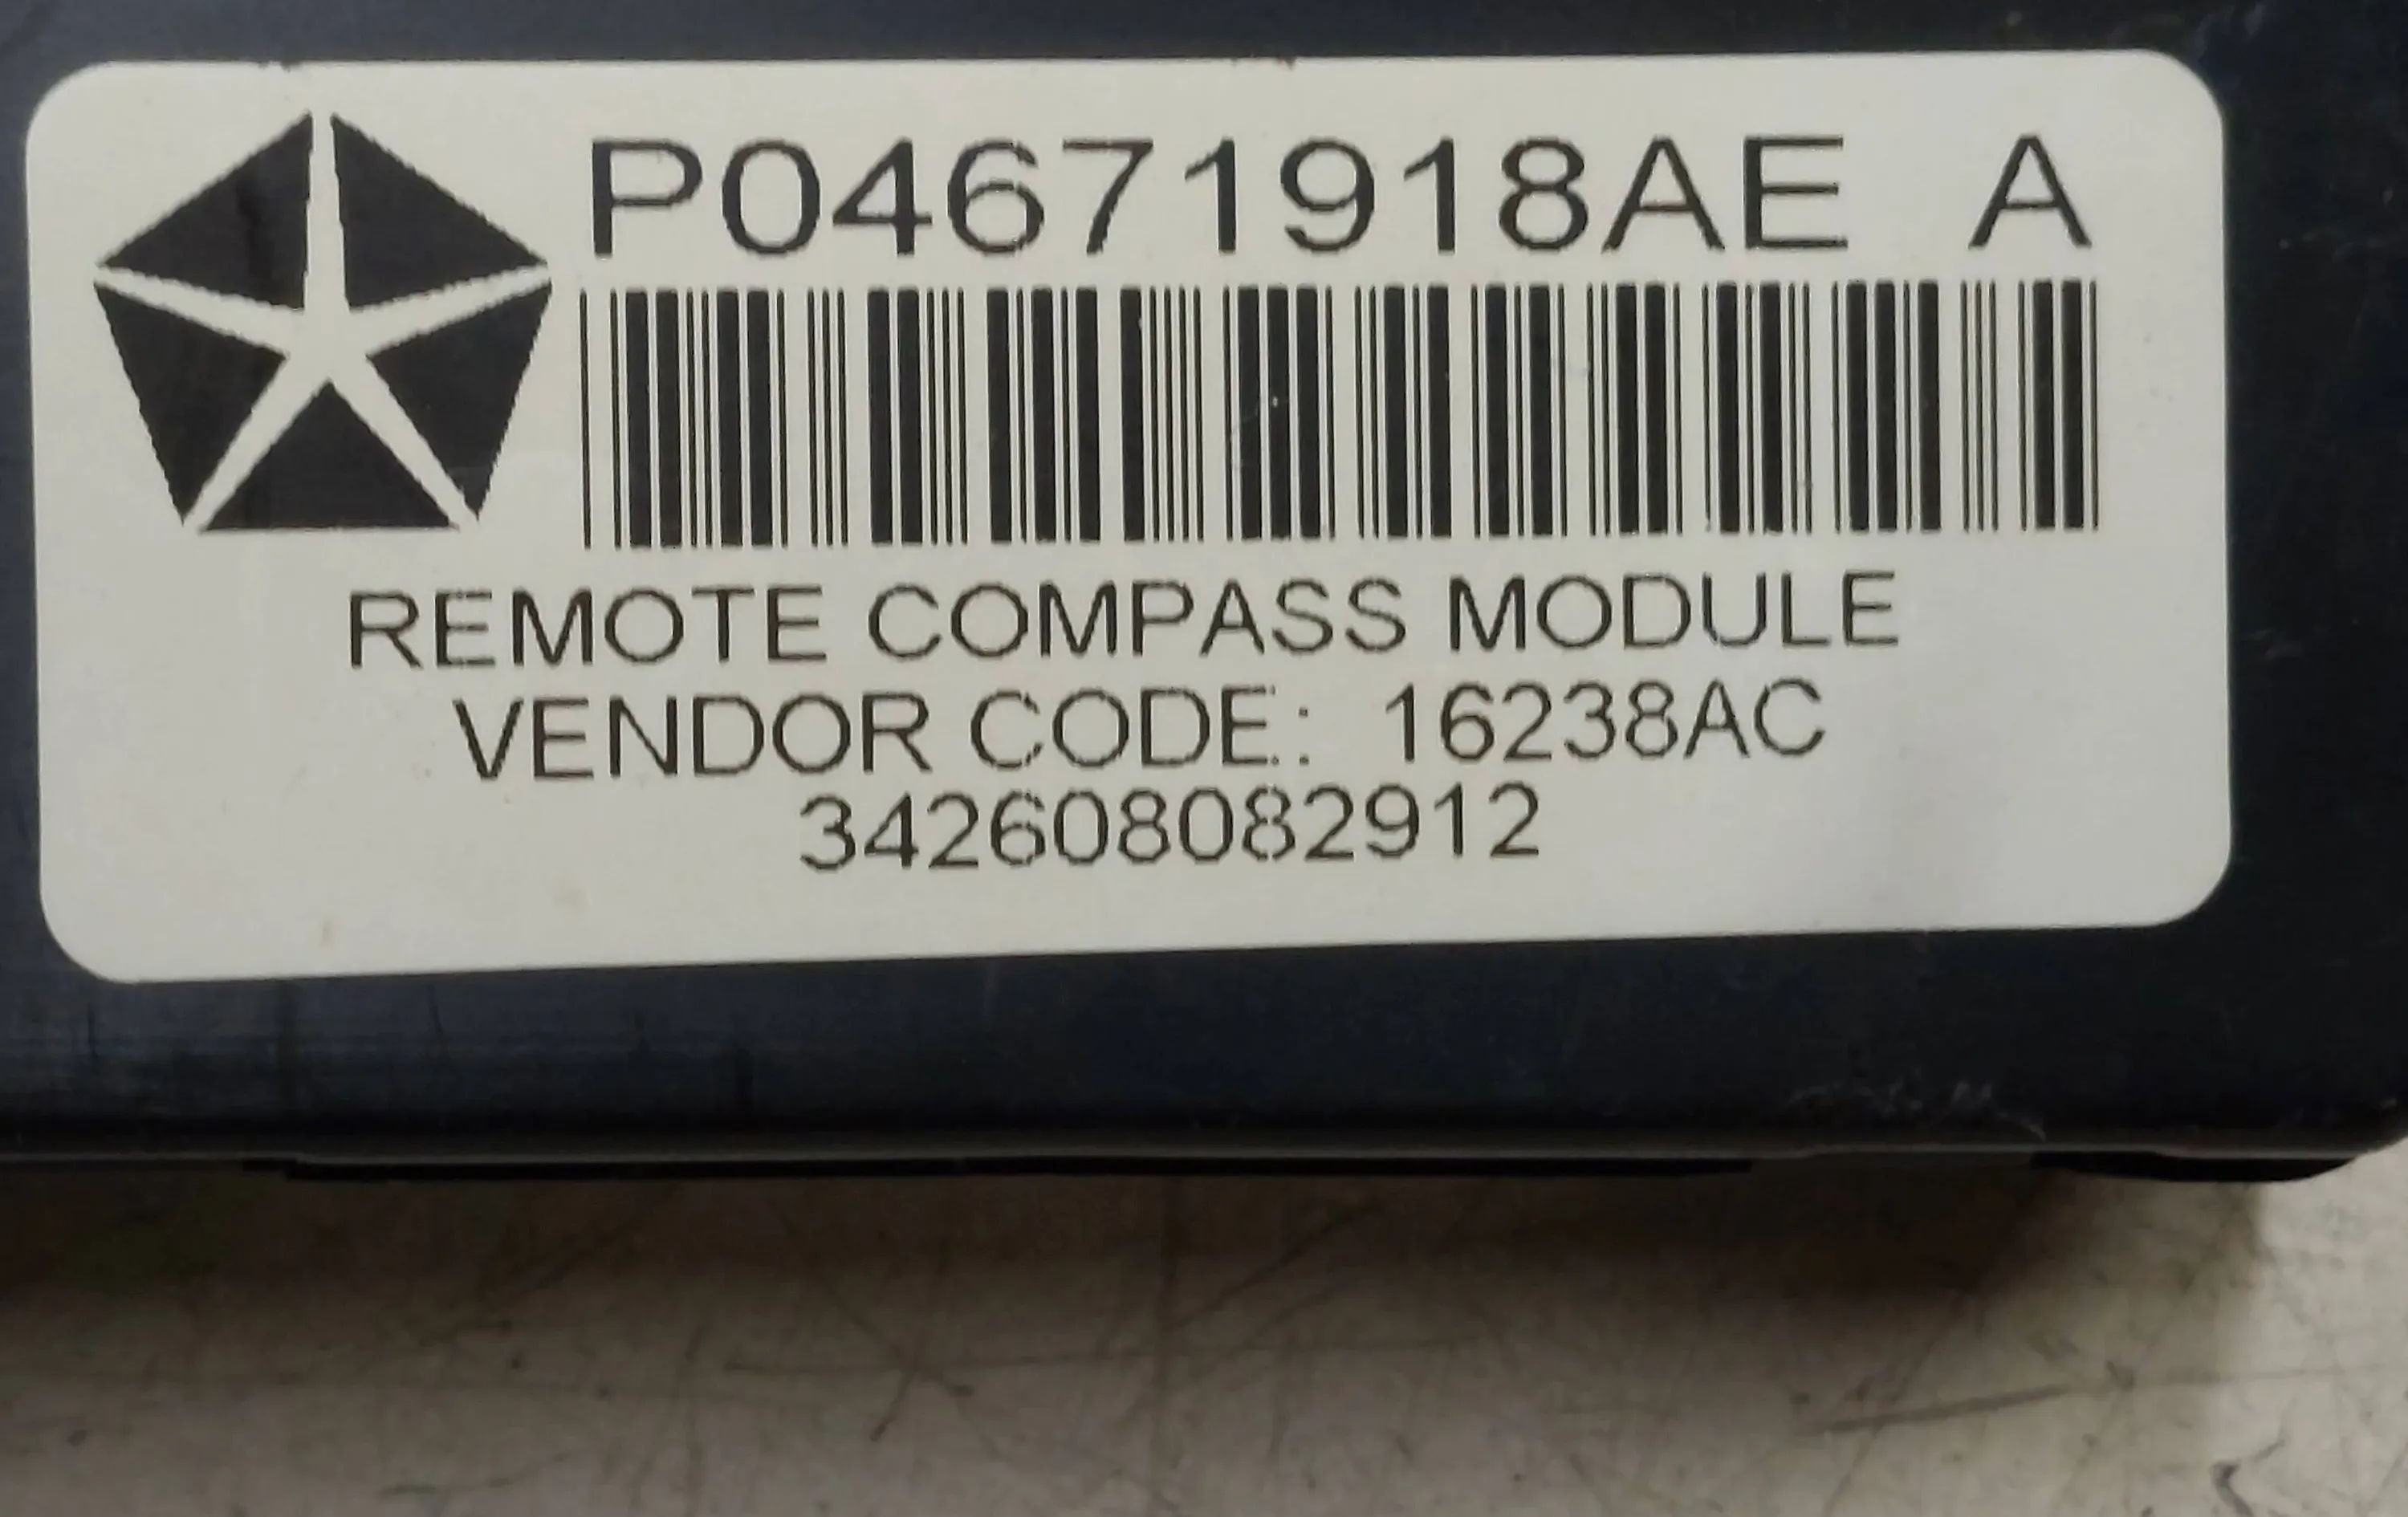 P04671918AE A
REMOTE COMPASS MODULE
VENDOR CODE: 16238AC
342608082912